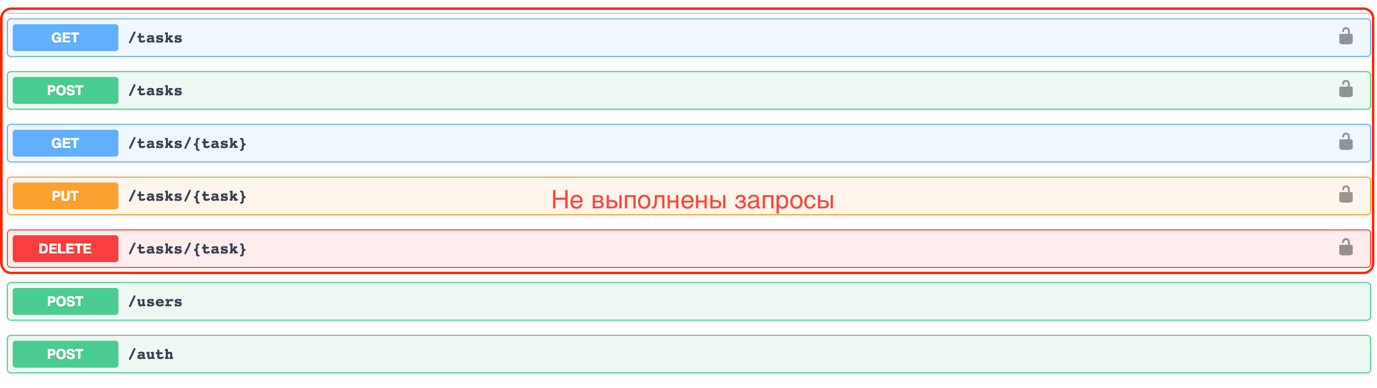 GET /tasks
POST /tasks
GET /tasks/{task}
PUT /tasks/{task} Не выполнены запросы
DELETE /tasks/{task}
POST /users
POST /auth